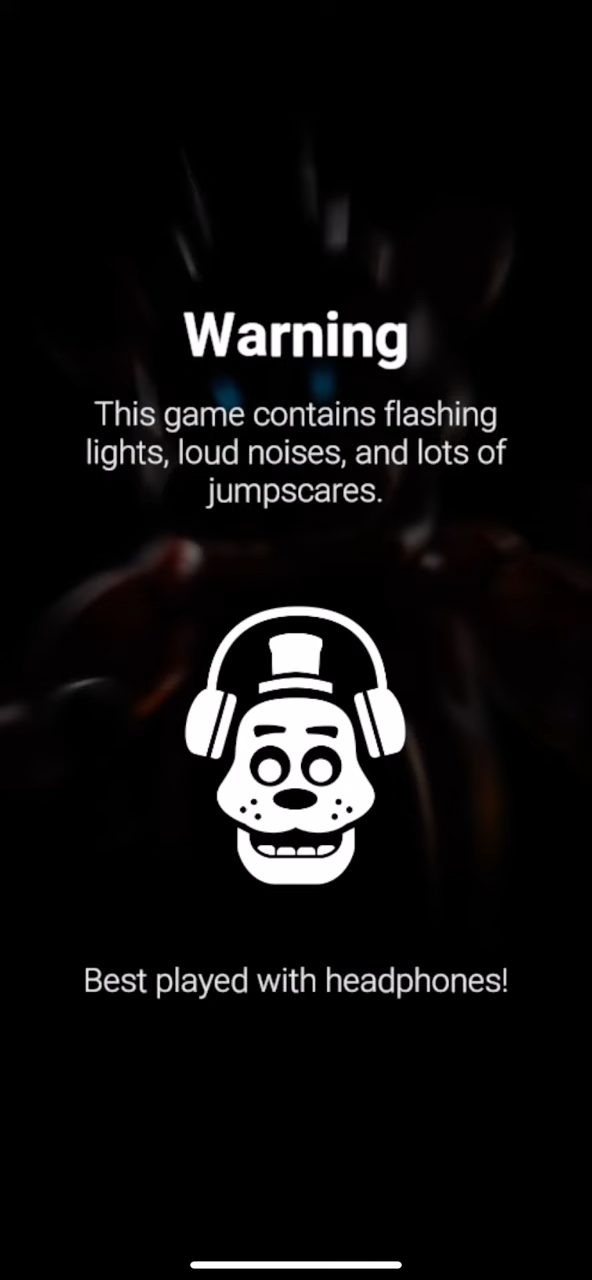 Warning
This game contains flashing
lights, loud noises, and lots of
jumpscares.
Best played with headphones!